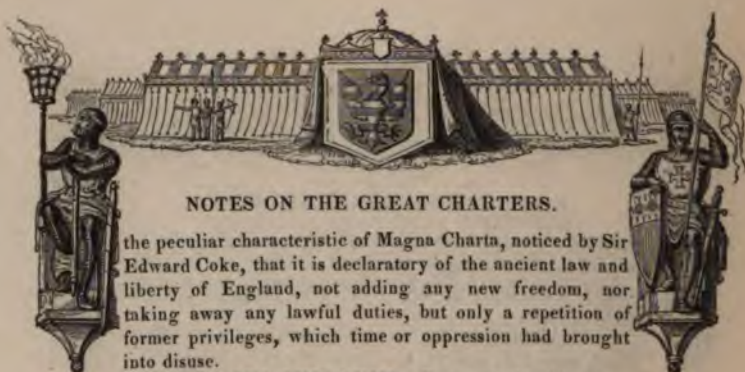 NOTES ON THE GREAT CHARTERS.
the peculiar characteristic of Magna Charta, noticed by Sir
Edward Coke, that it is declaratory of the ancient law and
liberty of England, not adding any new freedom, nor
taking away any lawful duties, but only a repetition of
former privileges, which time or oppression had brought
into disuse.